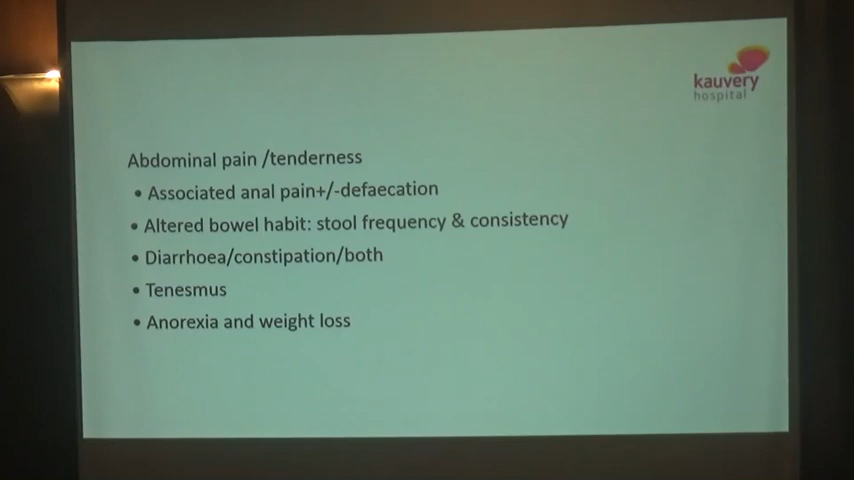 kauvery
hospital
Abdominal pain /tenderness
• Associated anal pain+/-defaecation
• Altered bowel habit: stool frequency & consistency
• Diarrhoea/constipation/both
• Tenesmus
• Anorexia and weight loss